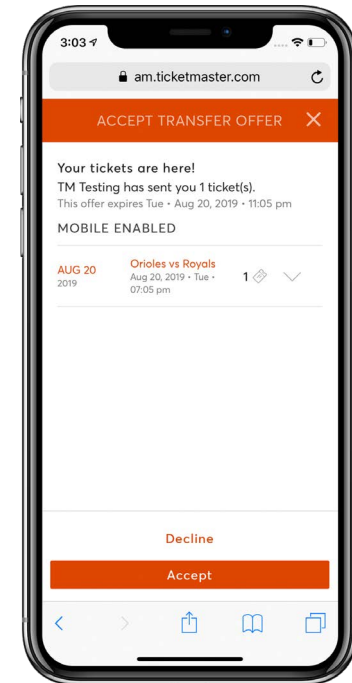 3:03
am.ticketmaster.com
ACCEPT TRANSFER OFFER
Your tickets are here!
TM Testing has sent you 1 ticket(s).
This offer expires Tue • Aug 20, 2019 • 11:05 pm
MOBILE ENABLED
AUG 20
2019
Orioles vs Royals
Aug 20, 2019 • Tue •
07:05 pm
1
Decline
Accept